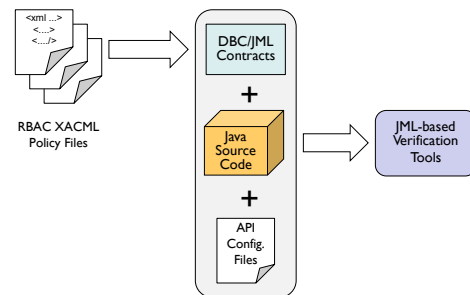 <xml ...>
<....>
<..../>
RBAC XACML
Policy Files
DBC/JML
Contracts
+
Java
Source
Code
+
API
Config.
Files
JML-based
Verification
Tools